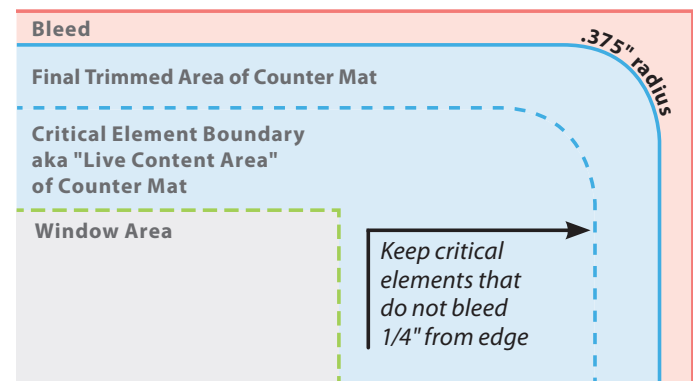 Bleed
.375" radius
Final Trimmed Area of Counter Mat
Critical Element Boundary
aka "Live Content Area"
of Counter Mat
Window Area
Keep critical
elements that
do not bleed
1/4" from edge